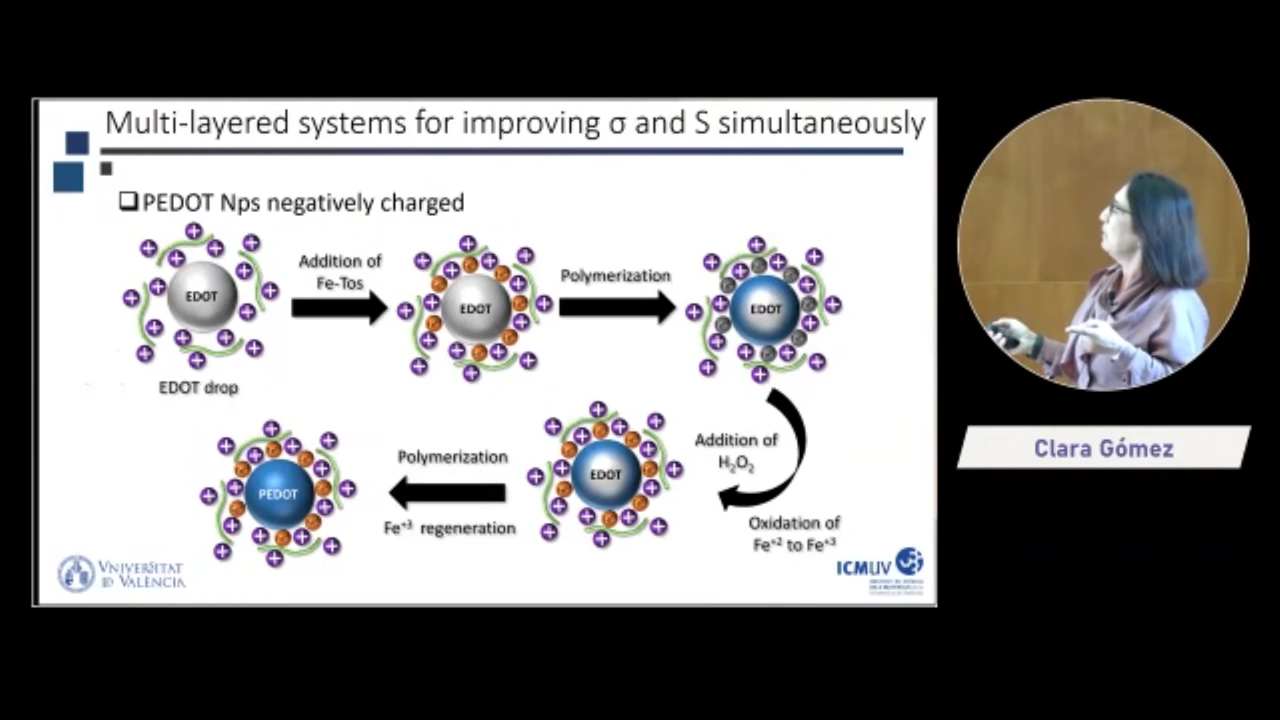 Multi-layered systems for improving σ and S simultaneously
❑PEDOT Nps negatively charged
EDOT
EDOT drop
Addition of
Fe-Tos
EDOT
Polymerization
EDOT
Addition of
H₂O₂
Oxidation of
Fe⁺² to Fe⁺³
EDOT
Polymerization
Fe⁺³ regeneration
PEDOT
VNIVERSITAT
ID VALÈNCIA
ICMUV
Clara Gómez